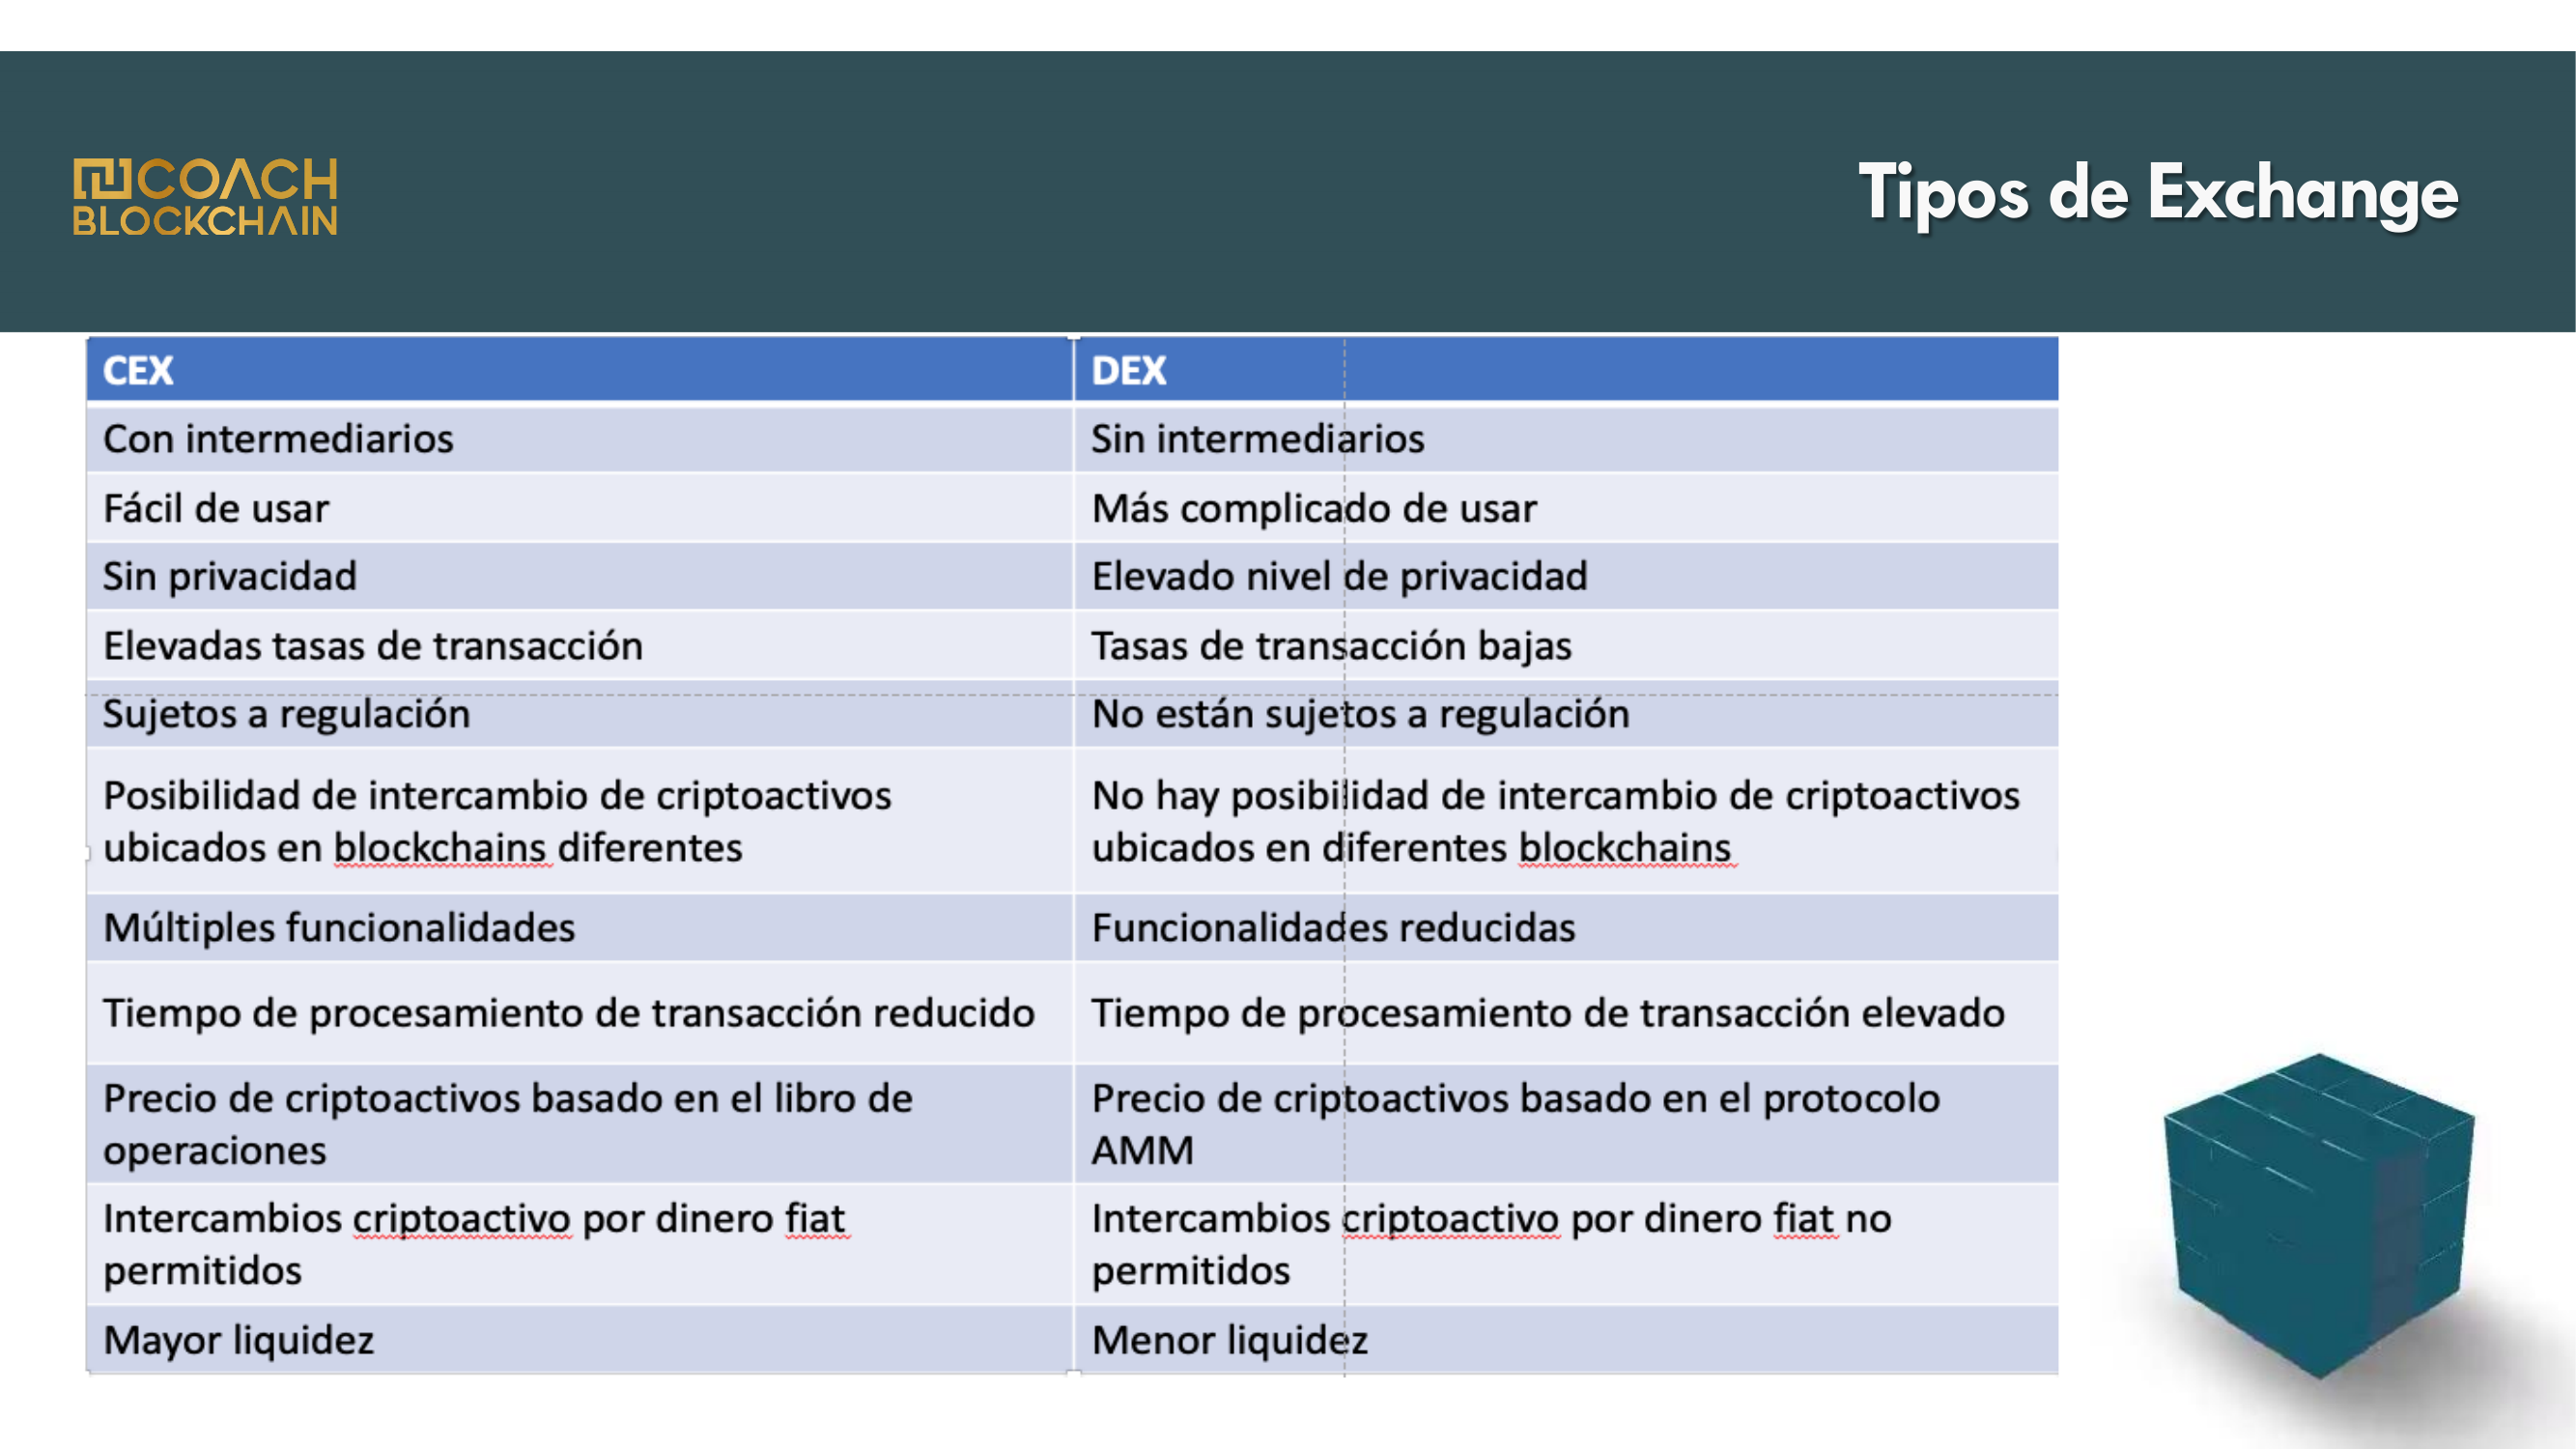 COACH
BLOCKCHAIN
Tipos de Exchange
CEX
DEX
Con intermediarios
Sin intermediarios
Fácil de usar
Más complicado de usar
Sin privacidad
Elevado nivel de privacidad
Elevadas tasas de transacción
Tasas de transacción bajas
Sujetos a regulación
No están sujetos a regulación
Posibilidad de intercambio de criptoactivos
ubicados en blockchains diferentes
No hay posibilidad de intercambio de criptoactivos
ubicados en diferentes blockchains
Múltiples funcionalidades
Funcionalidades reducidas
Tiempo de procesamiento de transacción reducido
Tiempo de procesamiento de transacción elevado
Precio de criptoactivos basado en el libro de
operaciones
Precio de criptoactivos basado en el protocolo
AMM
Intercambios criptoactivo por dinero fiat
permitidos
Intercambios criptoactivo por dinero fiat no
permitidos
Mayor liquidez
Menor liquidez